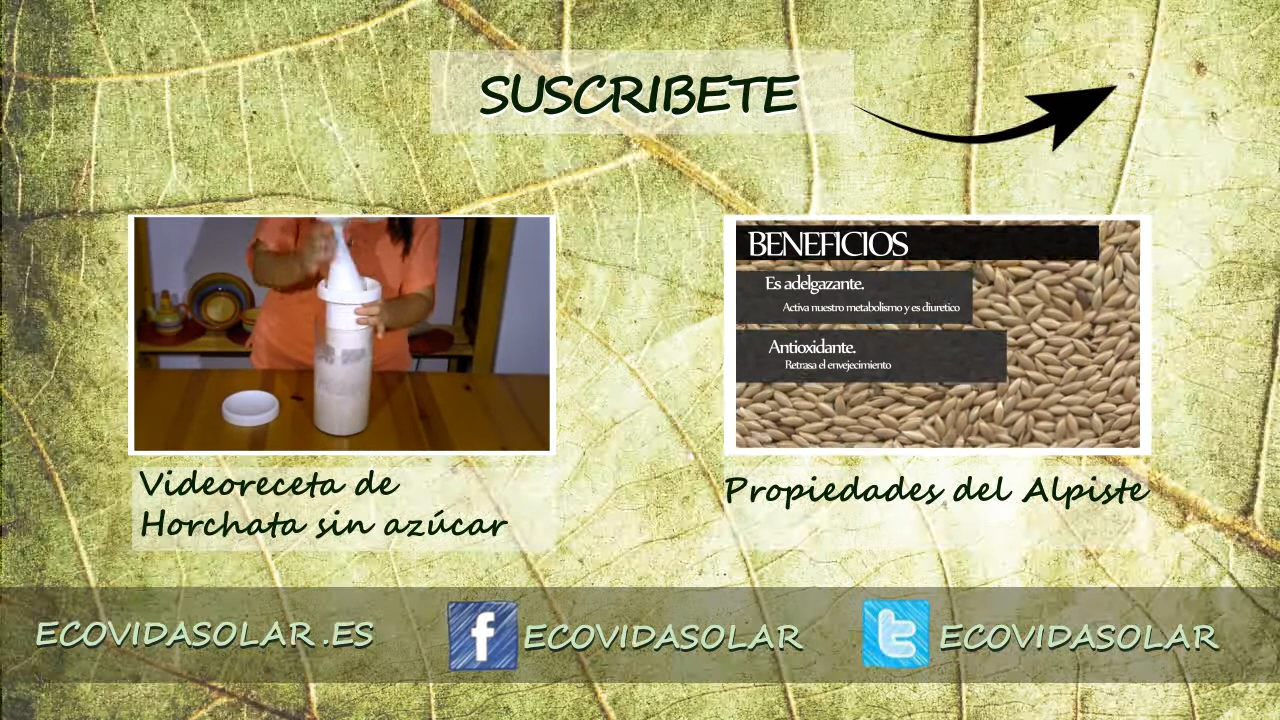 SUSCRIBETE
BENEFICIOS
Es adelgazante.
Activa nuestro metabolismo y es diuretico
Antioxidante.
Retrasa el envejecimiento
Videoreceta de
Horchata sin azúcar
Propiedades del Alpiste
ECOVIDASOLAR.ES
f ECOVIDASOLAR
t ECOVIDASOLAR